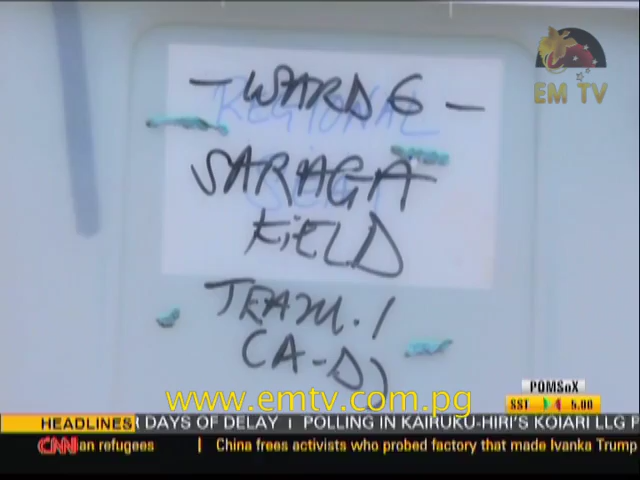 EM TV
- WARD 6 -
REGIONAL
SEAT
SARAGA
FIELD
TEAM. 1
(A-D)
www.emtv.com.pg
POMSoX
SST 5.00
HEADLINES DAYS OF DELAY | POLLING IN KAIRUKU-HIRI'S KOIARI LLG
CNN an refugees | China frees activists who probed factory that made Ivanka Trump